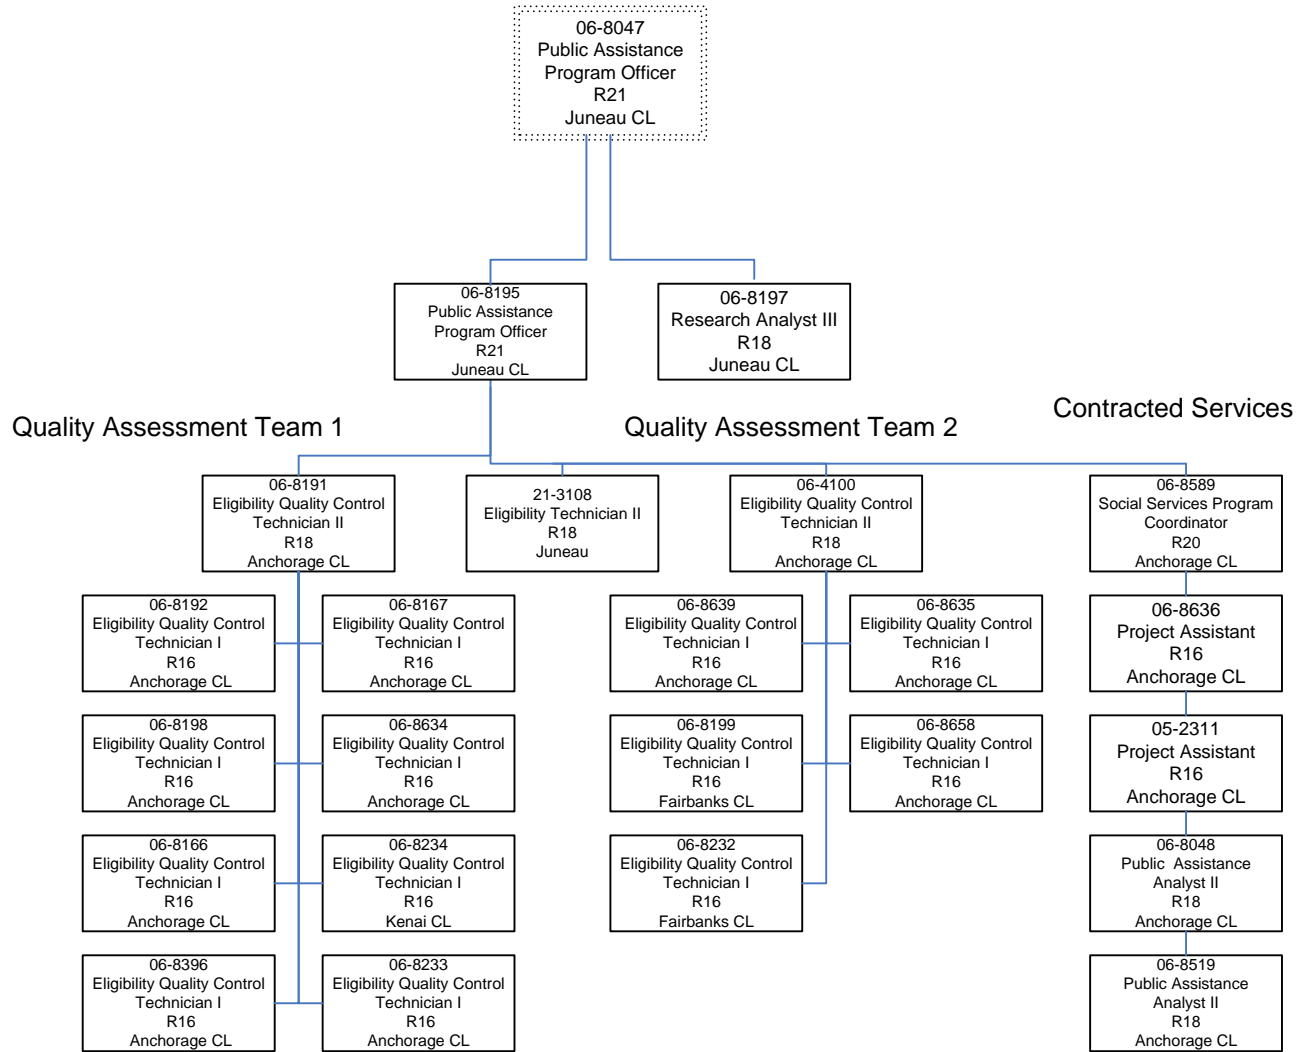 06-8047
Public Assistance
Program Officer
R21
Juneau CL
06-8195
Public Assistance
Program Officer
R21
Juneau CL
06-8197
Research Analyst III
R18
Juneau CL
Quality Assessment Team 1
Quality Assessment Team 2
Contracted Services
06-8191
Eligibility Quality Control
Technician II
R18
Anchorage CL
21-3108
Eligibility Technician II
R18
Juneau
06-4100
Eligibility Quality Control
Technician II
R18
Anchorage CL
06-8589
Social Services Program
Coordinator
R20
Anchorage CL
06-8192
Eligibility Quality Control
Technician I
R16
Anchorage CL
06-8167
Eligibility Quality Control
Technician I
R16
Anchorage CL
06-8639
Eligibility Quality Control
Technician I
R16
Anchorage CL
06-8635
Eligibility Quality Control
Technician I
R16
Anchorage CL
06-8636
Project Assistant
R16
Anchorage CL
06-8198
Eligibility Quality Control
Technician I
R16
Anchorage CL
06-8634
Eligibility Quality Control
Technician I
R16
Anchorage CL
06-8199
Eligibility Quality Control
Technician I
R16
Fairbanks CL
06-8658
Eligibility Quality Control
Technician I
R16
Anchorage CL
05-2311
Project Assistant
R16
Anchorage CL
06-8166
Eligibility Quality Control
Technician I
R16
Anchorage CL
06-8234
Eligibility Quality Control
Technician I
R16
Kenai CL
06-8232
Eligibility Quality Control
Technician I
R16
Fairbanks CL
06-8048
Public Assistance
Analyst II
R18
Anchorage CL
06-8396
Eligibility Quality Control
Technician I
R16
Anchorage CL
06-8233
Eligibility Quality Control
Technician I
R16
Anchorage CL
06-8519
Public Assistance
Analyst II
R18
Anchorage CL